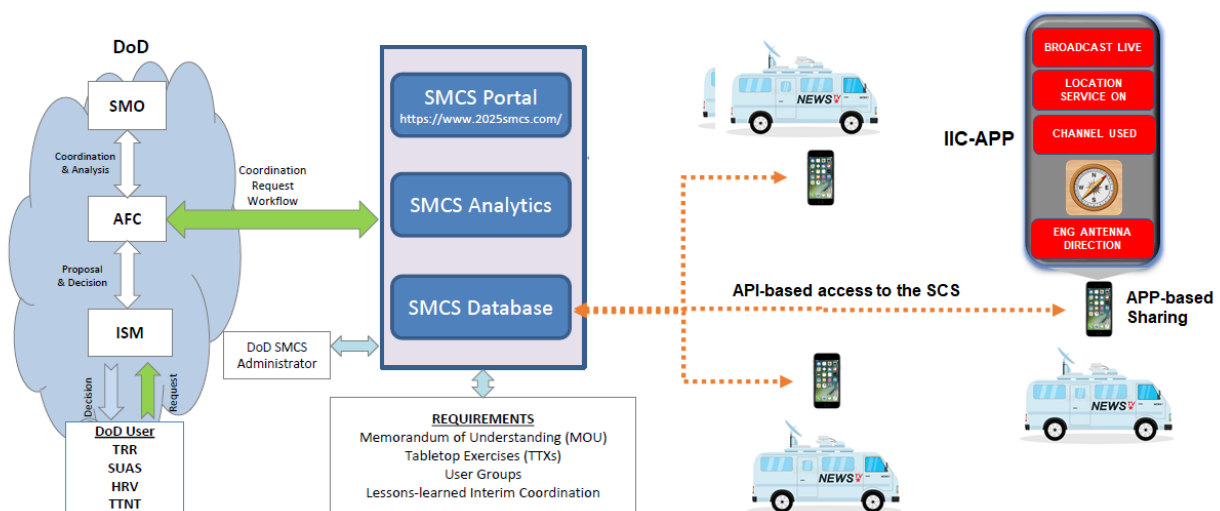 DoD
SMO
Coordination
& Analysis
AFC
Proposal
& Decision
ISM
Decision
Request
DoD User
TRR
SUAS
HRV
TTNT
Coordination
Request
Workflow
DoD SMCS
Administrator
SMCS Portal
https://www.2025smcs.com/
SMCS Analytics
SMCS Database
REQUIREMENTS
Memorandum of Understanding (MOU)
Tabletop Exercises (TTXs)
User Groups
Lessons-learned Interim Coordination
NEWS TV
API-based access to the SCS
NEWS TV
IIC-APP
BROADCAST LIVE
LOCATION
SERVICE ON
CHANNEL USED
N
E
S
W
ENG ANTENNA
DIRECTION
APP-based
Sharing
NEWS TV